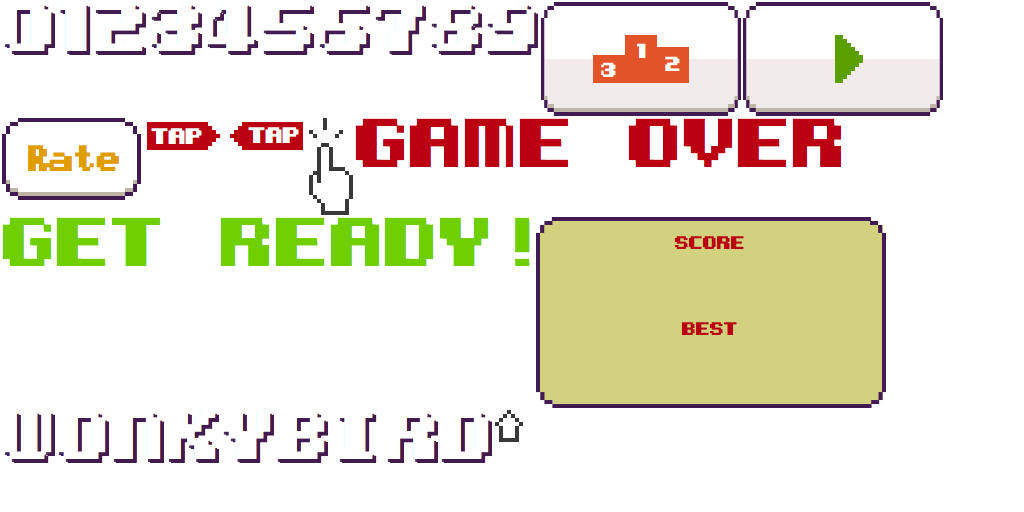 0123456789
1
3 2
Rate
TAP TAP
GAME OVER
GET READY!
SCORE
BEST
WONKYBIRD